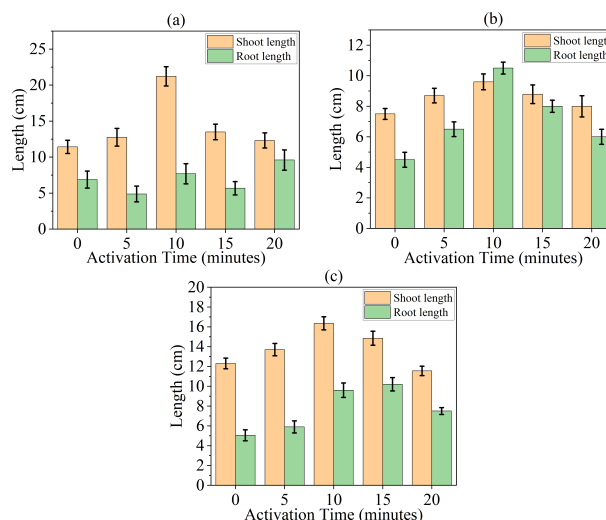 (a)
Shoot length
Root length
25
20
15
10
5
0
Length (cm)
0 5 10 15 20
Activation Time (minutes)
(b)
Shoot length
Root length
12
10
8
6
4
2
0
Length (cm)
0 5 10 15 20
Activation Time (minutes)
(c)
Shoot length
Root length
20
18
16
14
12
10
8
6
4
2
0
Length (cm)
0 5 10 15 20
Activation Time (minutes)